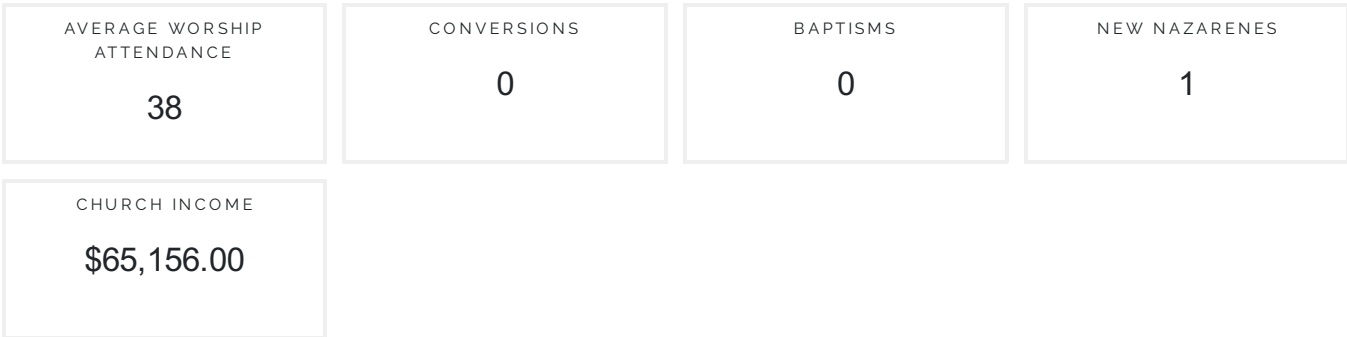 AVERAGE WORSHIP
ATTENDANCE
38
CONVERSIONS
0
BAPTISMS
0
NEW NAZARENES
1
CHURCH INCOME
$65,156.00